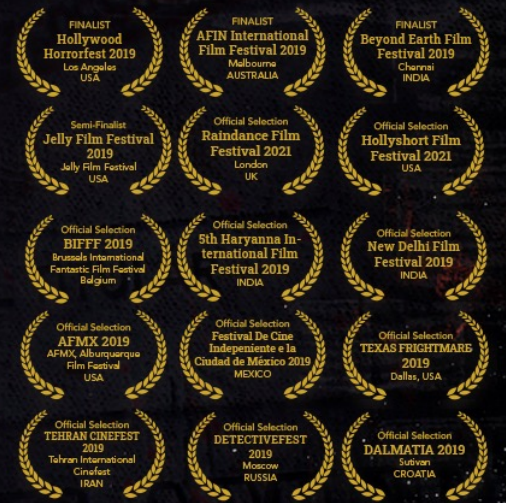 FINALIST
Hollywood
Horrorfest 2019
Los Angeles
USA
FINALIST
AFIN International
Film Festival 2019
Melbourne
AUSTRALIA
FINALIST
Beyond Earth Film
Festival 2019
Chennai
INDIA
Semi-Finalist
Jelly Film Festival
2019
Jelly Film Festival
USA
Official Selection
Raindance Film
Festival 2021
London
UK
Official Selection
Hollyshort Film
Festival 2021
USA
Official Selection
BIFFF 2019
Brussels International
Fantastic Film Festival
Belgium
Official Selection
5th Haryanna In-
ternational Film
Festival 2019
INDIA
Official Selection
New Delhi Film
Festival 2019
INDIA
Official Selection
AFMX 2019
AFMX, Alburquerque
Film Festival
USA
Official Selection
Festival De Cine
Indepeniente e la
Ciudad de México 2019
MEXICO
Official Selection
TEXAS FRIGHTMARE
2019
Dallas, USA
Official Selection
TEHRAN CINEFEST
2019
Tehran International
Cinefest
IRAN
Official Selection
DETECTIVEFEST
2019
Moscow
RUSSIA
Official Selection
DALMATIA 2019
Sutivan
CROATIA